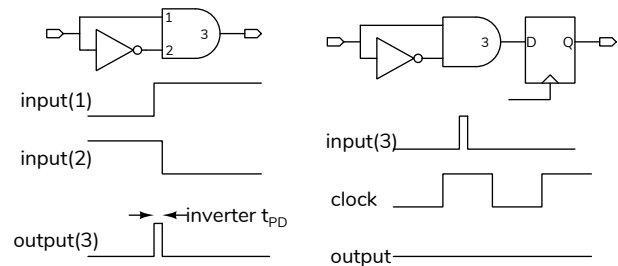 1
2
3
input(1)
input(2)
inverter tPD
output(3)
3
D Q
input(3)
clock
output